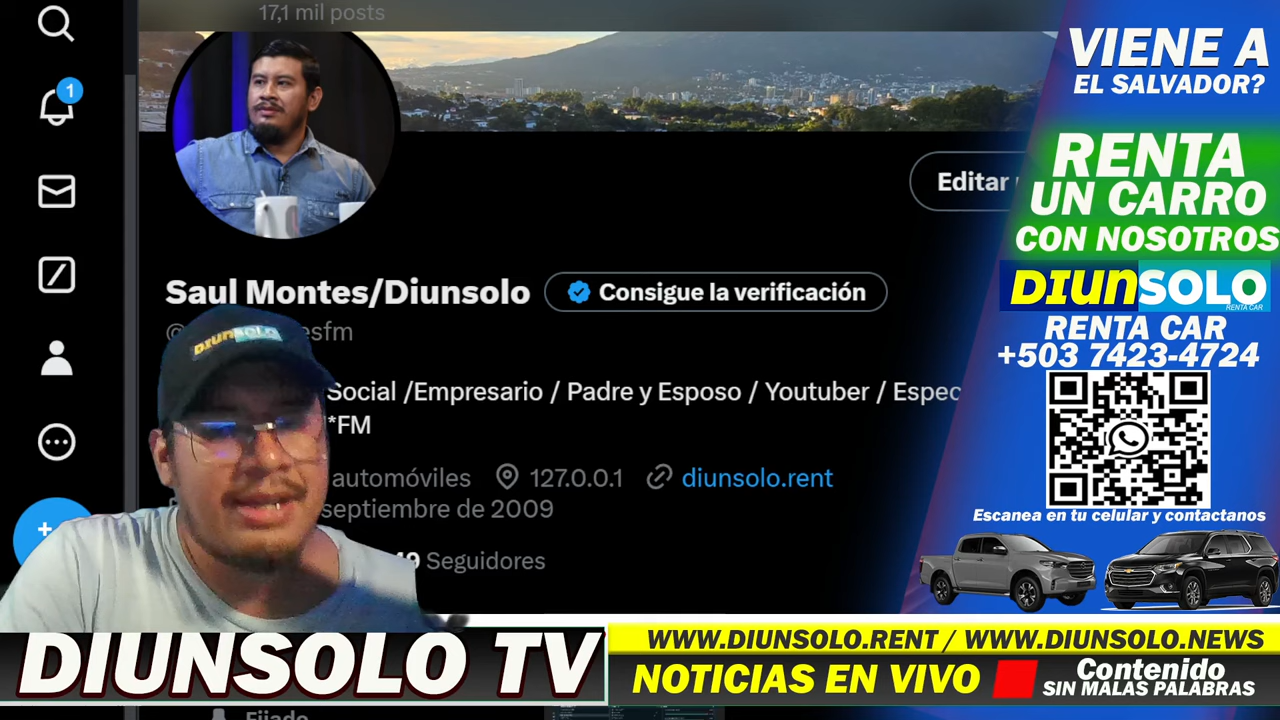 17,1 mil posts
1
Editar
Saul Montes/Diunsolo
Consigue la verificación
esfm
DIUNSOLO
Social /Empresario / Padre y Esposo / Youtuber / Espec
*FM
automóviles
127.0.0.1
diunsolo.rent
septiembre de 2009
Seguidores
Fijado
VIENE A
EL SALVADOR?
RENTA
UN CARRO
CON NOSOTROS
DIUNSOLO
RENTA CAR
RENTA CAR
+503 7423-4724
Escanea en tu celular y contactanos
DIUNSOLO TV
WWW.DIUNSOLO.RENT / WWW.DIUNSOLO.NEWS
NOTICIAS EN VIVO
Contenido
SIN MALAS PALABRAS